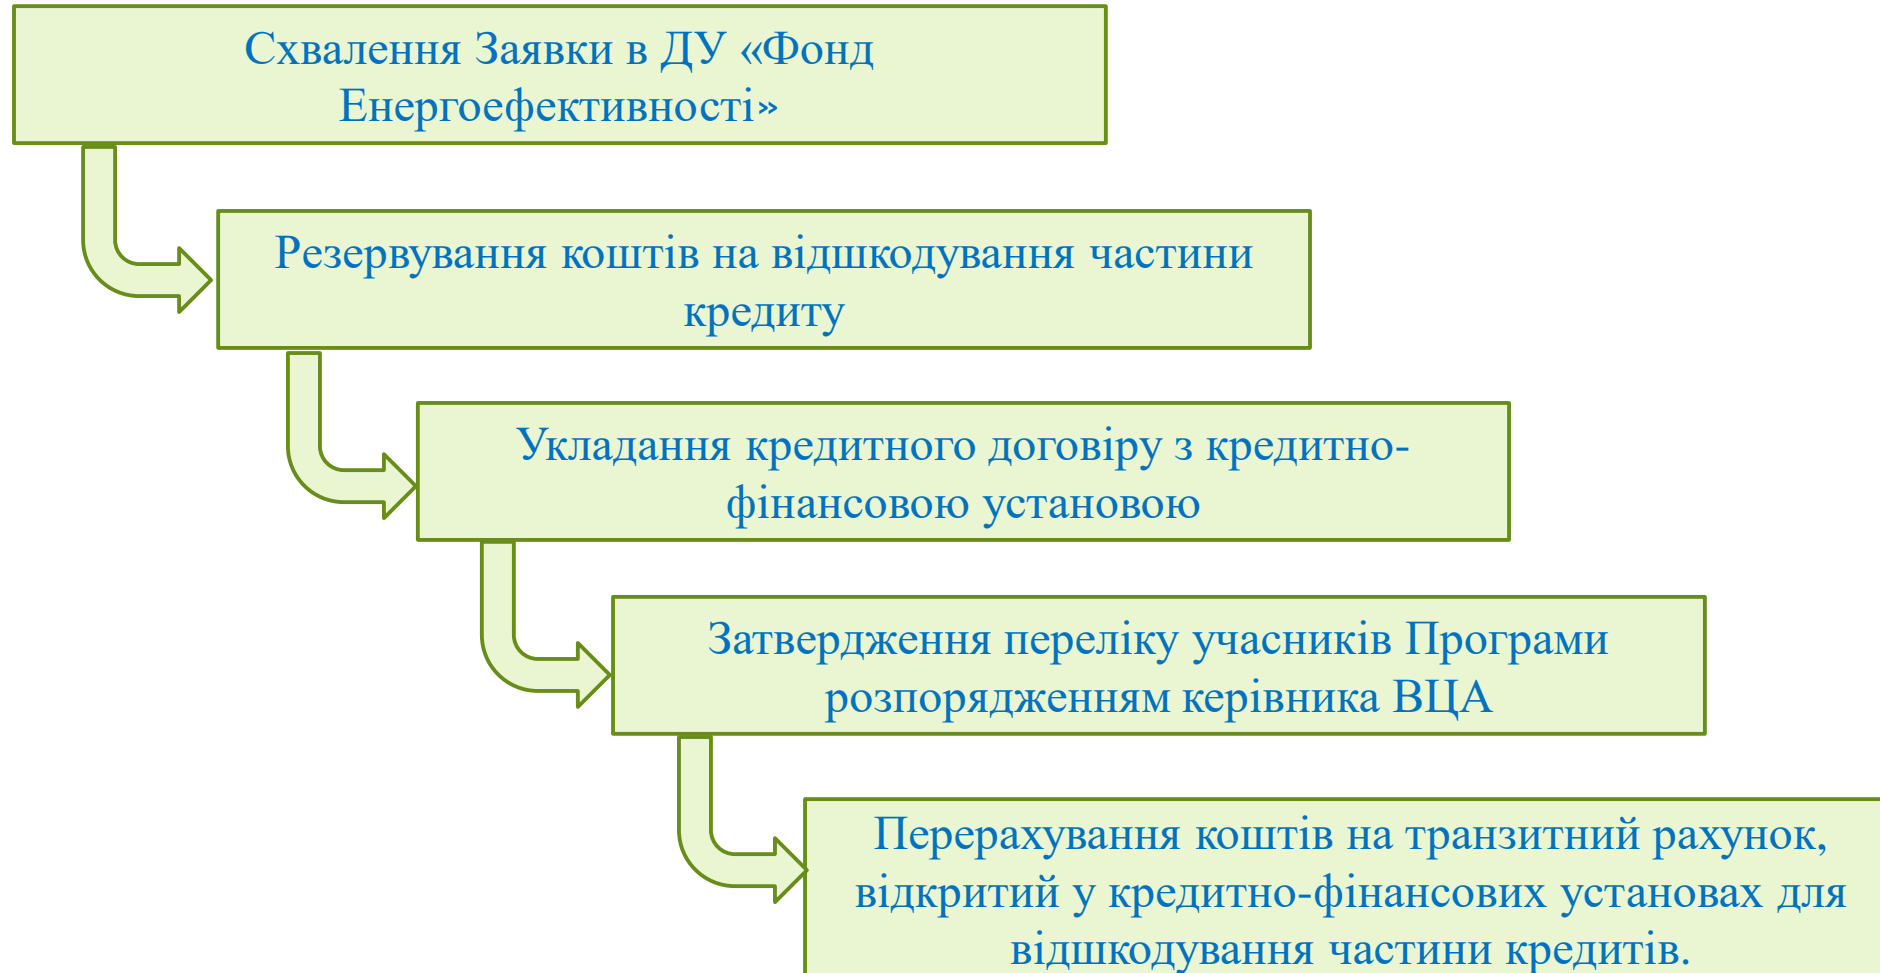 Схвалення Заявки в ДУ «Фонд
Енергоефективності»
Резервування коштів на відшкодування частини
кредиту
Укладання кредитного договіру з кредитно-
фінансовою установою
Затвердження переліку учасників Програми
розпорядженням керівника ВЦА
Перерахування коштів на транзитний рахунок,
відкритий у кредитно-фінансових установах для
відшкодування частини кредитів.